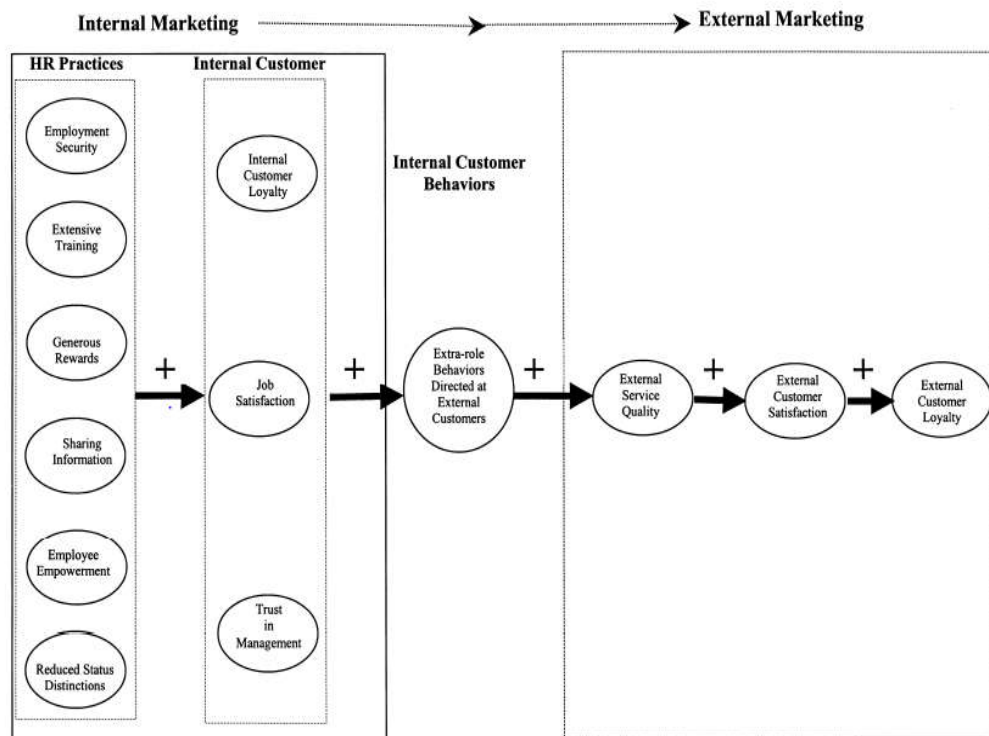 Internal Marketing
External Marketing
HR Practices
Internal Customer
Employment
Security
Extensive
Training
Generous
Rewards
Sharing
Information
Employee
Empowerment
Reduced Status
Distinctions
+
Internal
Customer
Loyalty
Job
Satisfaction
Trust
in
Management
+
Internal Customer
Behaviors
Extra-role
Behaviors
Directed at
External
Customers
+
External
Service
Quality
+
External
Customer
Satisfaction
+
External
Customer
Loyalty